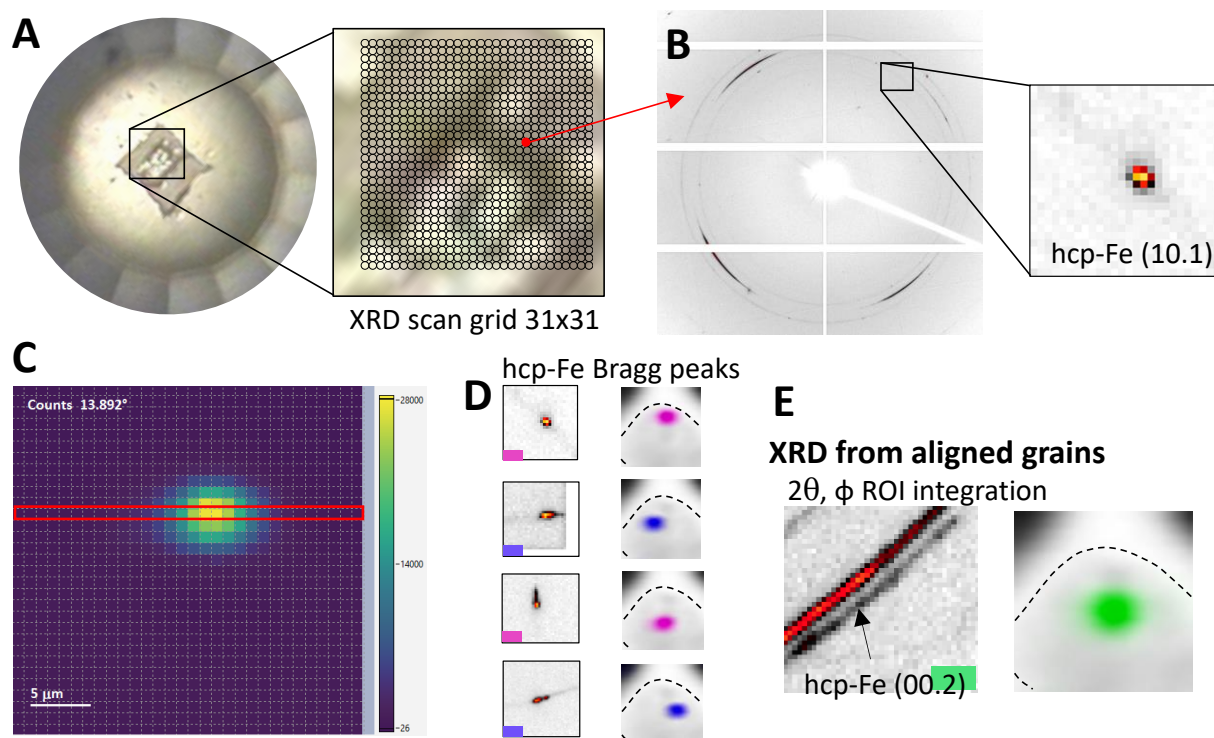 A
XRD scan grid 31x31
B
hcp-Fe (10.1)
C
Counts 13.892°
28000
14000
26
5 μm
D
hcp-Fe Bragg peaks
E
XRD from aligned grains
2θ, ϕ ROI integration
hcp-Fe (00.2)